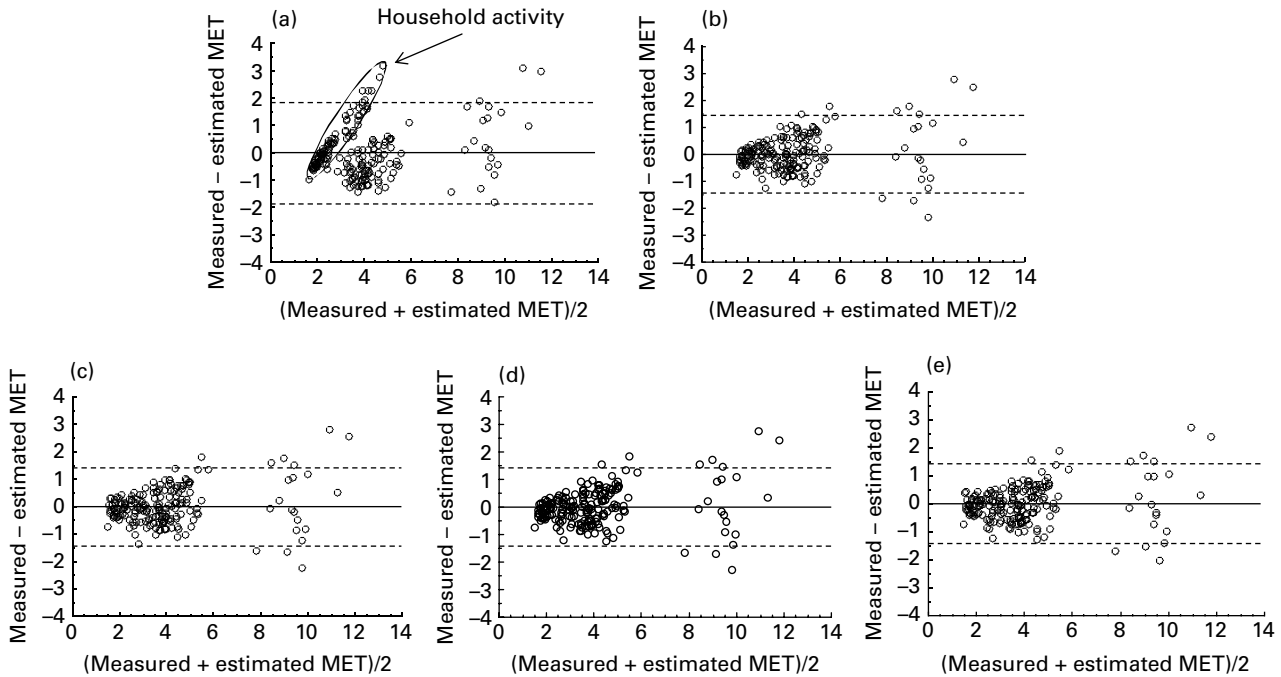 (a)
Household activity
Measured – estimated MET
4
3
2
1
0
–1
–2
–3
–4
0 2 4 6 8 10 12 14
(Measured + estimated MET)/2
(b)
Measured – estimated MET
4
3
2
1
0
–1
–2
–3
–4
0 2 4 6 8 10 12 14
(Measured + estimated MET)/2
(c)
Measured – estimated MET
4
3
2
1
0
–1
–2
–3
–4
0 2 4 6 8 10 12 14
(Measured + estimated MET)/2
(d)
Measured – estimated MET
4
3
2
1
0
–1
–2
–3
–4
0 2 4 6 8 10 12 14
(Measured + estimated MET)/2
(e)
Measured – estimated MET
4
3
2
1
0
–1
–2
–3
–4
0 2 4 6 8 10 12 14
(Measured + estimated MET)/2